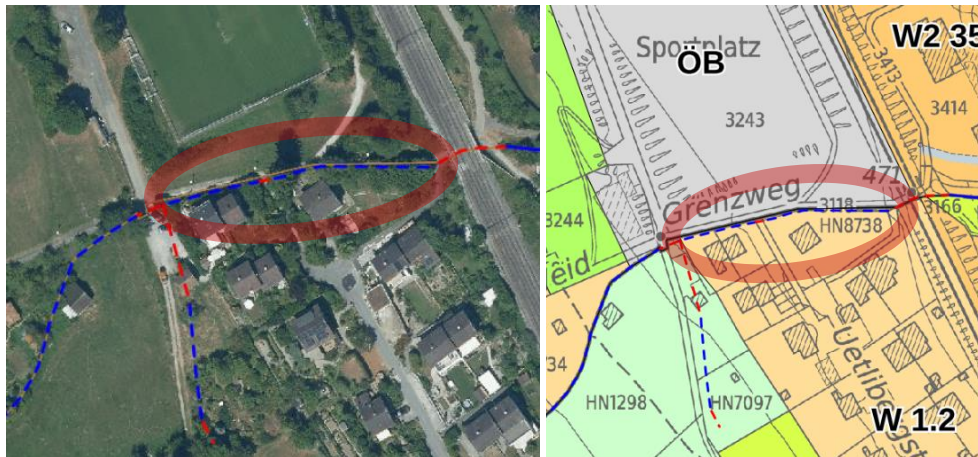 Sportplatz
ÖB
W2 35
3413
3414
3243
Grenzweg
471
3118
3166
HN8738
3244
eid
734
HN1298
HN7097
Uetlibergst
W 1.2